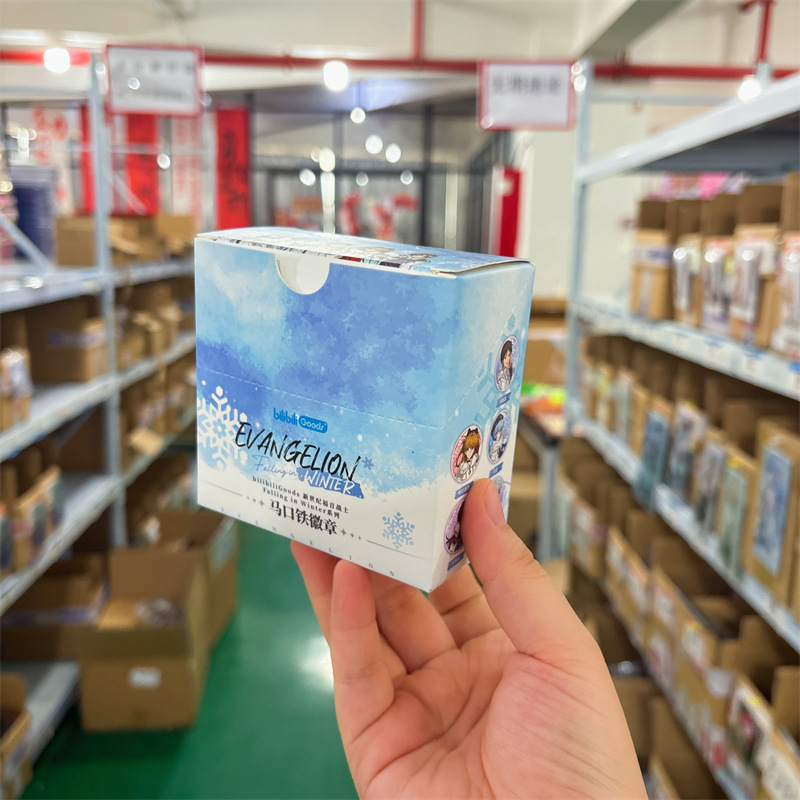 bilibili Goods
EVANGELION
Falling in WINTER
bilibiliGoods 新世纪福音战士
Falling in Winter系列
马口铁徽章
EVANGELION